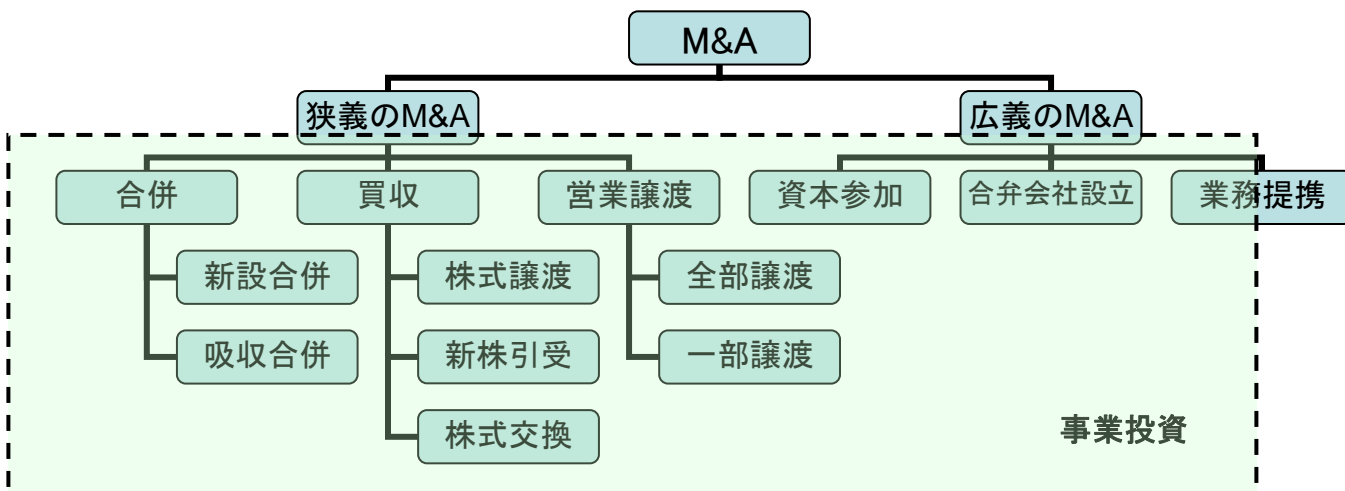 M&A
狭義のM&A
広義のM&A
合併
買収
営業譲渡
資本参加
合弁会社設立
業務提携
新設合併
株式譲渡
全部譲渡
吸収合併
新株引受
一部譲渡
株式交換
事業投資